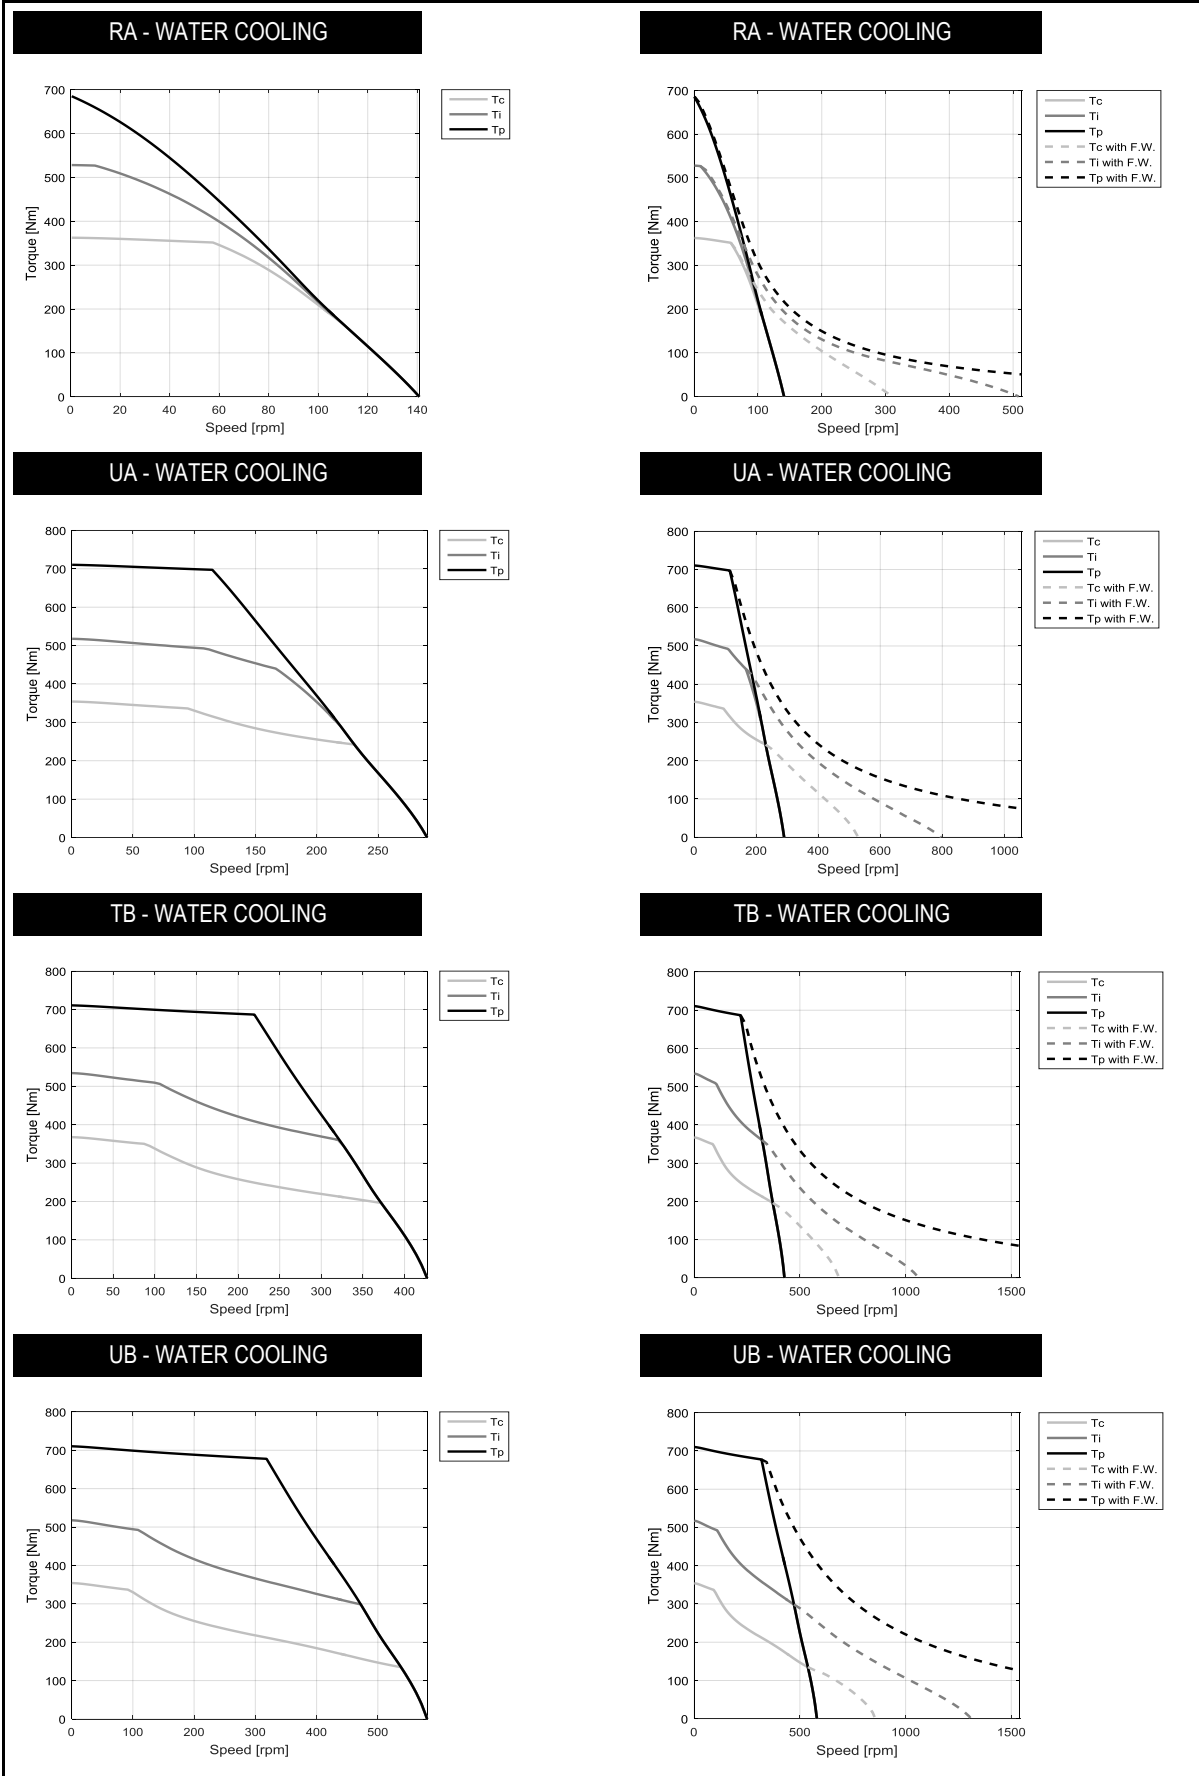 RA - WATER COOLING
700
600
500
400
300
200
100
0
Torque [Nm]
0 20 40 60 80 100 120 140
Speed [rpm]
Tc
Ti
Tp
RA - WATER COOLING
700
600
500
400
300
200
100
0
Torque [Nm]
0 100 200 300 400 500
Speed [rpm]
Tc
Ti
Tp
Tc with F.W.
Ti with F.W.
Tp with F.W.
UA - WATER COOLING
800
700
600
500
400
300
200
100
0
Torque [Nm]
0 50 100 150 200 250
Speed [rpm]
Tc
Ti
Tp
UA - WATER COOLING
800
700
600
500
400
300
200
100
0
Torque [Nm]
0 200 400 600 800 1000
Speed [rpm]
Tc
Ti
Tp
Tc with F.W.
Ti with F.W.
Tp with F.W.
TB - WATER COOLING
800
700
600
500
400
300
200
100
0
Torque [Nm]
0 50 100 150 200 250 300 350 400
Speed [rpm]
Tc
Ti
Tp
TB - WATER COOLING
800
700
600
500
400
300
200
100
0
Torque [Nm]
0 500 1000 1500
Speed [rpm]
Tc
Ti
Tp
Tc with F.W.
Ti with F.W.
Tp with F.W.
UB - WATER COOLING
800
700
600
500
400
300
200
100
0
Torque [Nm]
0 100 200 300 400 500
Speed [rpm]
Tc
Ti
Tp
UB - WATER COOLING
800
700
600
500
400
300
200
100
0
Torque [Nm]
0 500 1000 1500
Speed [rpm]
Tc
Ti
Tp
Tc with F.W.
Ti with F.W.
Tp with F.W.